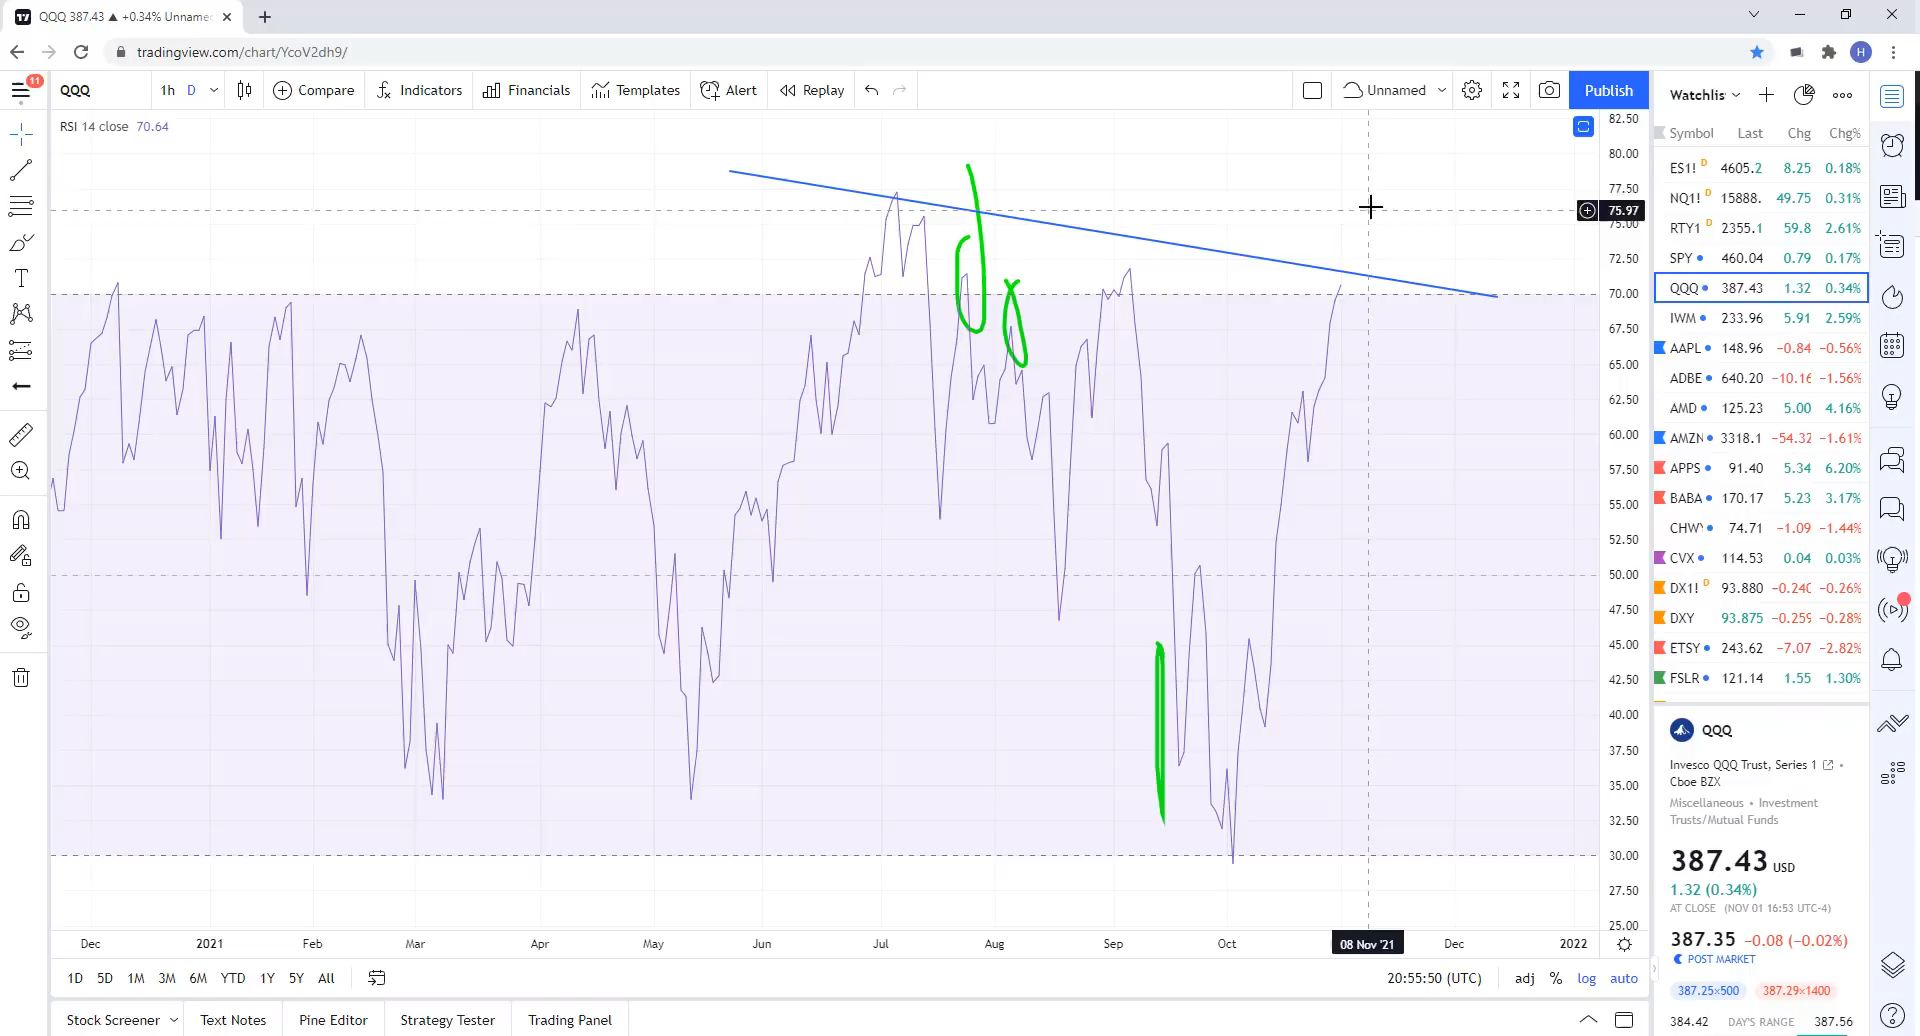 QQQ 387.43 ▲ +0.34% Unname
tradingview.com/chart/YcoV2dh9/
11
QQQ 1h D Compare Indicators Financials Templates Alert Replay Unnamed Publish
RSI 14 close 70.64
82.50
80.00
77.50
75.97
75.00
72.50
70.00
67.50
65.00
62.50
60.00
57.50
55.00
52.50
50.00
47.50
45.00
42.50
40.00
37.50
35.00
32.50
30.00
27.50
25.00
Dec 2021 Feb Mar Apr May Jun Jul Aug Sep Oct 08 Nov '21 Dec 2022
1D 5D 1M 3M 6M YTD 1Y 5Y All 20:55:50 (UTC) adj % log auto
Stock Screener Text Notes Pine Editor Strategy Tester Trading Panel
Watchlis
Symbol Last Chg Chg%
ES1! D 4605.2 8.25 0.18%
NQ1! D 15888. 49.75 0.31%
RTY1 D 2355.1 59.8 2.61%
SPY 460.04 0.79 0.17%
QQQ 387.43 1.32 0.34%
IWM 233.96 5.91 2.59%
AAPL 148.96 −0.84 −0.56%
ADBE 640.20 −10.16 −1.56%
AMD 125.23 5.00 4.16%
AMZN 3318.1 −54.32 −1.61%
APPS 91.40 5.34 6.20%
BABA 170.17 5.23 3.17%
CHWY 74.71 −1.09 −1.44%
CVX 114.53 0.04 0.03%
DX1! D 93.880 −0.240 −0.26%
DXY 93.875 −0.259 −0.28%
ETSY 243.62 −7.07 −2.82%
FSLR 121.14 1.55 1.30%
QQQ
Invesco QQQ Trust, Series 1 •
Cboe BZX
Miscellaneous • Investment
Trusts/Mutual Funds
387.43 USD
1.32 (0.34%)
AT CLOSE (NOV 01 16:53 UTC-4)
387.35 −0.08 (−0.02%)
POST MARKET
387.25×500 387.29×1400
384.42 DAY'S RANGE 387.56
H